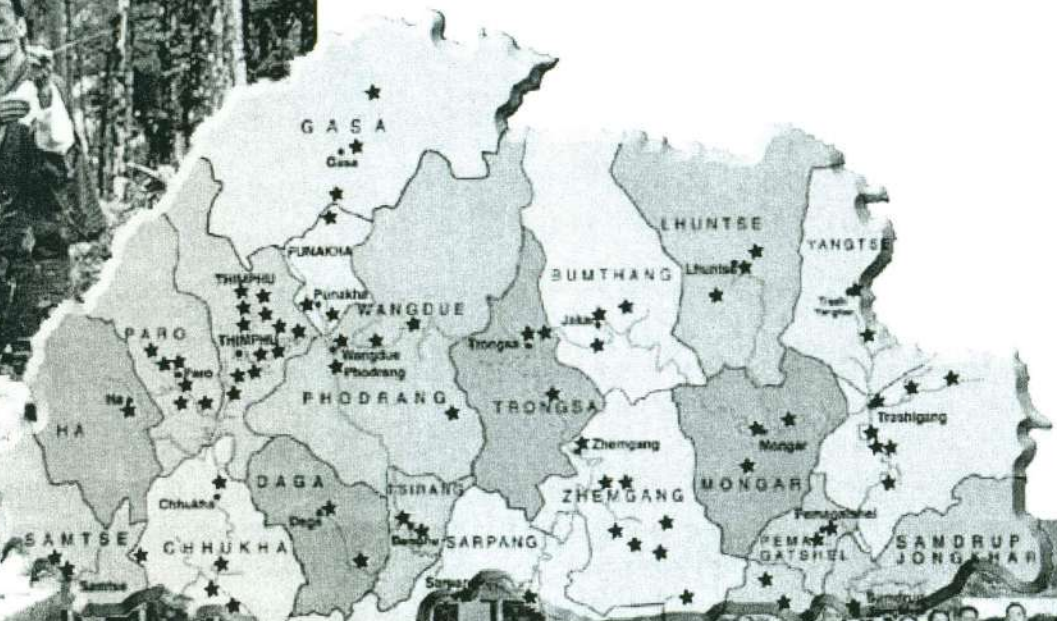 GASA
Gasa
LHUNTSE
PUNAKHA
YANGTSE
BUMTHANG
Lhuntse
THIMPHU
Punakha
WANGDUE
Jakar
PARO
THIMPHU
Trongsa
Wangdue
Phodrang
Paro
PHODRANG
TRONGSA
Ha
HA
Trashigang
Zhemgang
Mongar
DAGA
TSIRANG
ZHEMGANG
MONGAR
Chhukha
Daga
Pemagatshel
SAMTSE
CHHUKHA
SARPANG
PEMA
GATSHEL
SAMDRUP
JONGKHAR
Samtse
Samdrup